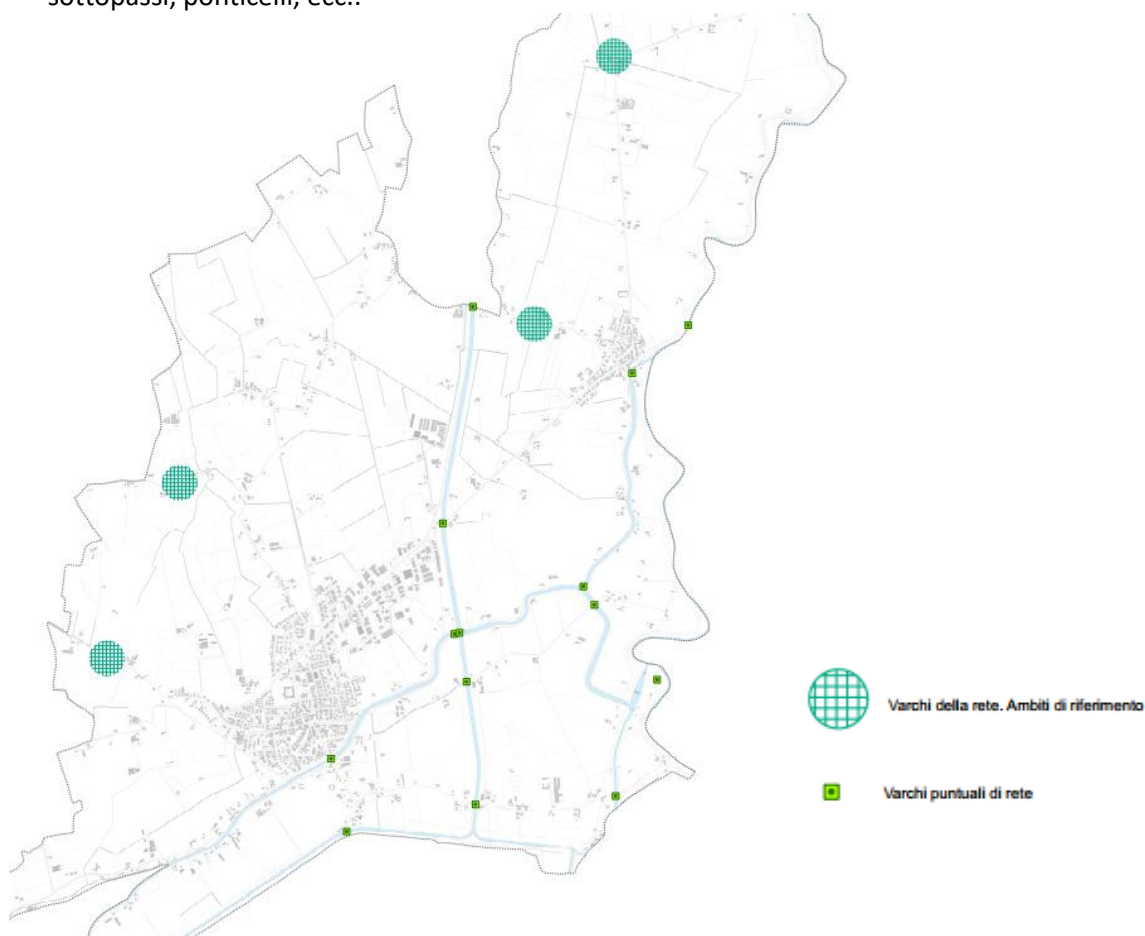 sottopassi, ponticelli, ecc..
Varchi della rete. Ambiti di riferimento
Varchi puntuali di rete